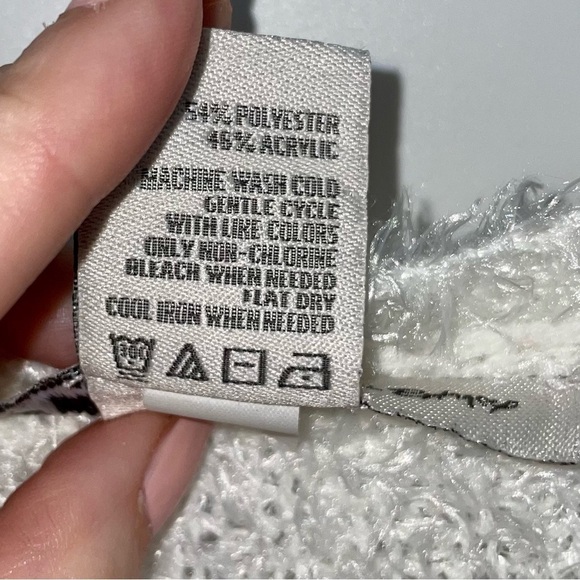 54% POLYESTER
46% ACRYLIC
MACHINE WASH COLD
GENTLE CYCLE
WITH LIKE COLORS
ONLY NON-CHLORINE
BLEACH WHEN NEEDED
FLAT DRY
COOL IRON WHEN NEEDED